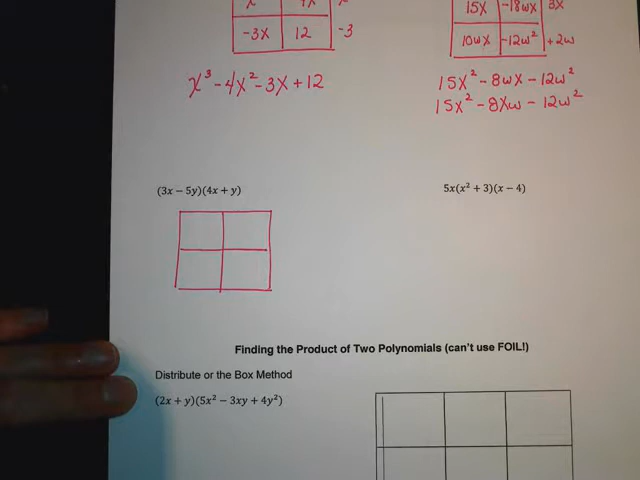 15x -18wx 3x
-3x 12 -3
10wx -12w² +2w
x³ - 4x² - 3x + 12
15x² - 8wx - 12w²
15x² - 8xw - 12w²
(3x − 5y)(4x + y)
5x(x² + 3)(x − 4)
Finding the Product of Two Polynomials (can't use FOIL!)
Distribute or the Box Method
(2x + y)(5x² − 3xy + 4y²)